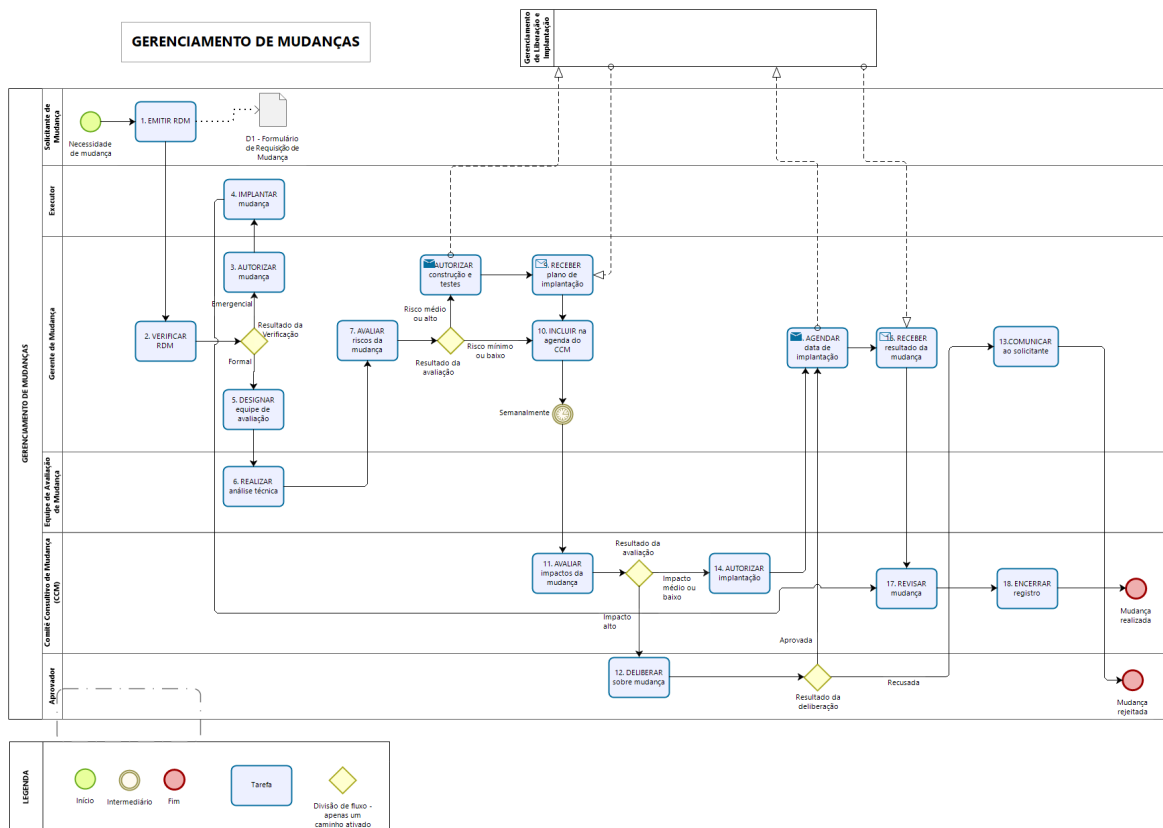 GERENCIAMENTO DE MUDANÇAS
Gerenciamento
de Liberação e
Implantação
GERENCIAMENTO DE MUDANÇAS
Solicitante de
Mudança
Necessidade
de mudança
1. EMITIR RDM
D1 - Formulário
de Requisição de
Mudança
Executor
4. IMPLANTAR
mudança
Gerente de Mudança
3. AUTORIZAR
mudança
Emergencial
Resultado da
Verificação
2. VERIFICAR
RDM
Formal
5. DESIGNAR
equipe de
avaliação
7. AVALIAR
riscos da
mudança
AUTORIZAR
construção e
testes
Risco médio
ou alto
Resultado da
avaliação
Risco mínimo
ou baixo
9. RECEBER
plano de
implantação
10. INCLUIR na
agenda do
CCM
Semanalmente
AGENDAR
data de
implantação
RECEBER
resultado da
mudança
13.COMUNICAR
ao solicitante
Equipe de Avaliação
de Mudança
6. REALIZAR
análise técnica
Comitê Consultivo de Mudança
(CCM)
11. AVALIAR
impactos da
mudança
Resultado da
avaliação
Impacto
médio ou
baixo
Impacto
alto
14. AUTORIZAR
implantação
17. REVISAR
mudança
18. ENCERRAR
registro
Mudança
realizada
Aprovador
12. DELIBERAR
sobre mudança
Aprovada
Resultado da
deliberação
Recusada
Mudança
rejeitada
LEGENDA
Início
Intermediário
Fim
Tarefa
Divisão de fluxo -
apenas um
caminho ativado